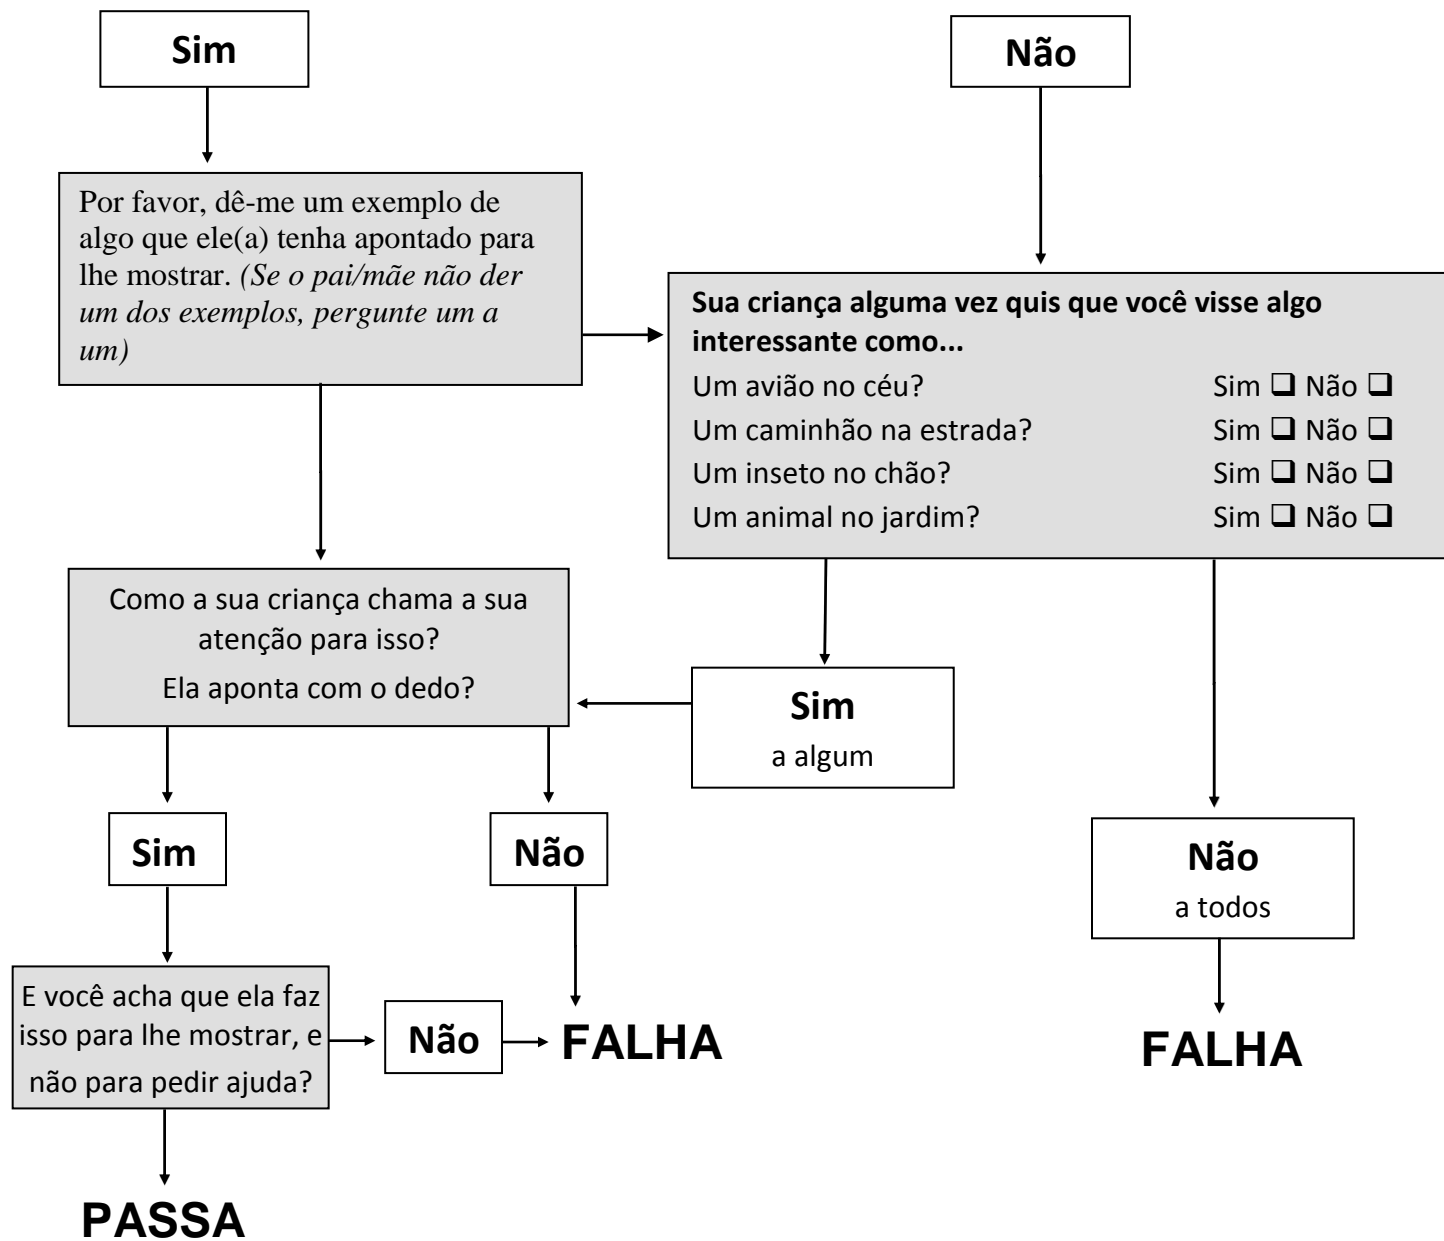 Sim
Não
Por favor, dê-me um exemplo de
algo que ele(a) tenha apontado para
lhe mostrar. (Se o pai/mãe não der
um dos exemplos, pergunte um a
um)
Sua criança alguma vez quis que você visse algo
interessante como...
Um avião no céu? Sim ❑ Não ❑
Um caminhão na estrada? Sim ❑ Não ❑
Um inseto no chão? Sim ❑ Não ❑
Um animal no jardim? Sim ❑ Não ❑
Como a sua criança chama a sua
atenção para isso?
Ela aponta com o dedo?
Sim
a algum
Sim
Não
Não
a todos
E você acha que ela faz
isso para lhe mostrar, e
não para pedir ajuda?
Não
FALHA
FALHA
PASSA